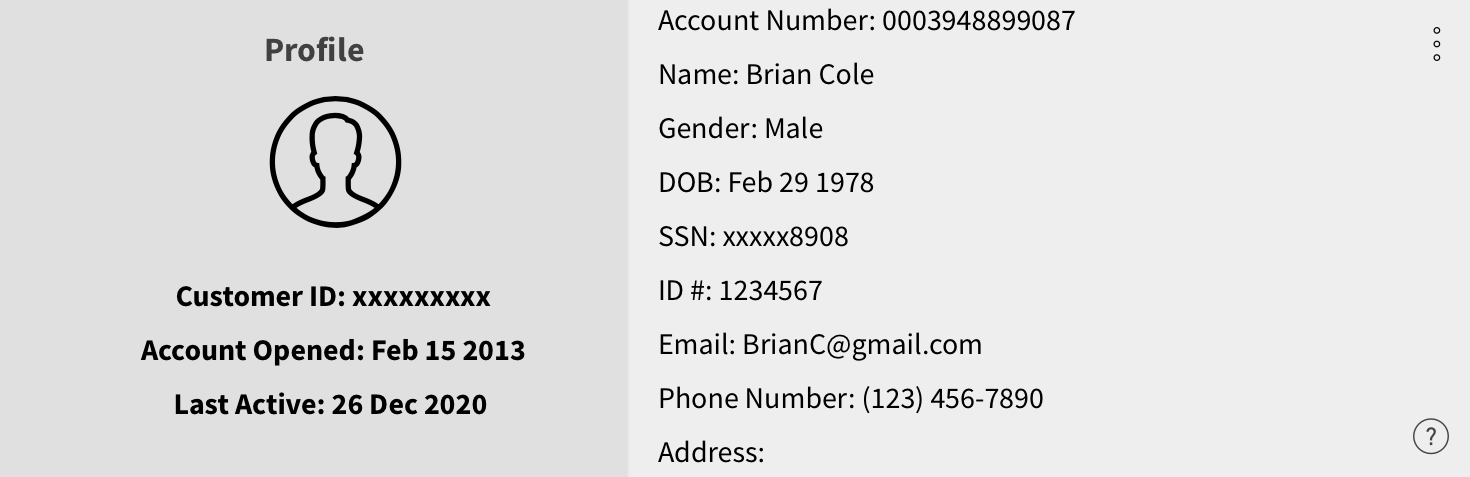 Profile
Customer ID: xxxxxxxxx
Account Opened: Feb 15 2013
Last Active: 26 Dec 2020
Account Number: 0003948899087
Name: Brian Cole
Gender: Male
DOB: Feb 29 1978
SSN: xxxxx8908
ID #: 1234567
Email: BrianC@gmail.com
Phone Number: (123) 456-7890
Address:
?